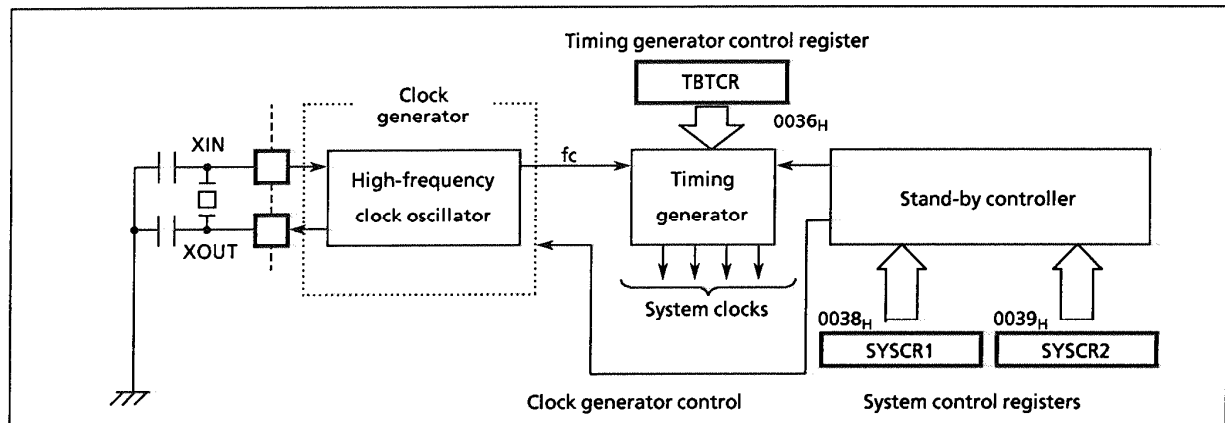 Timing generator control register
TBTCR
0036H
Clock
generator
XIN
fc
High-frequency
clock oscillator
Timing
generator
Stand-by controller
XOUT
System clocks
0038H
0039H
SYSCR1
SYSCR2
Clock generator control
System control registers